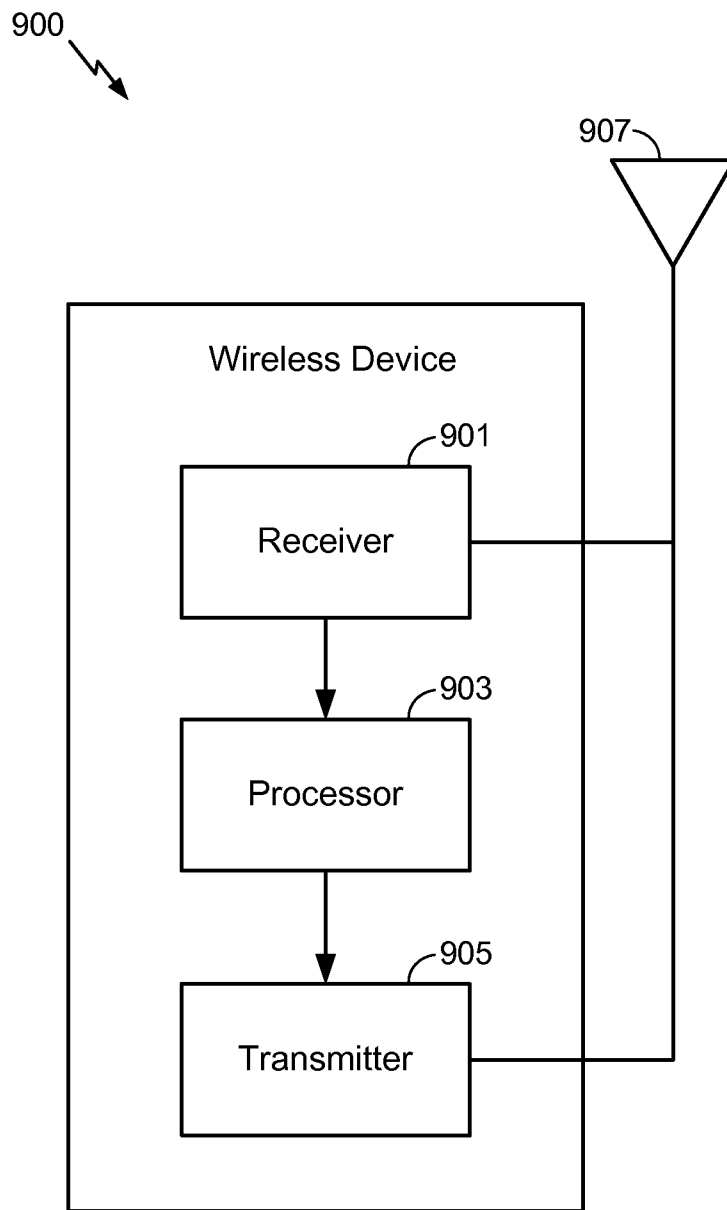 900
907
Wireless Device
901
Receiver
903
Processor
905
Transmitter